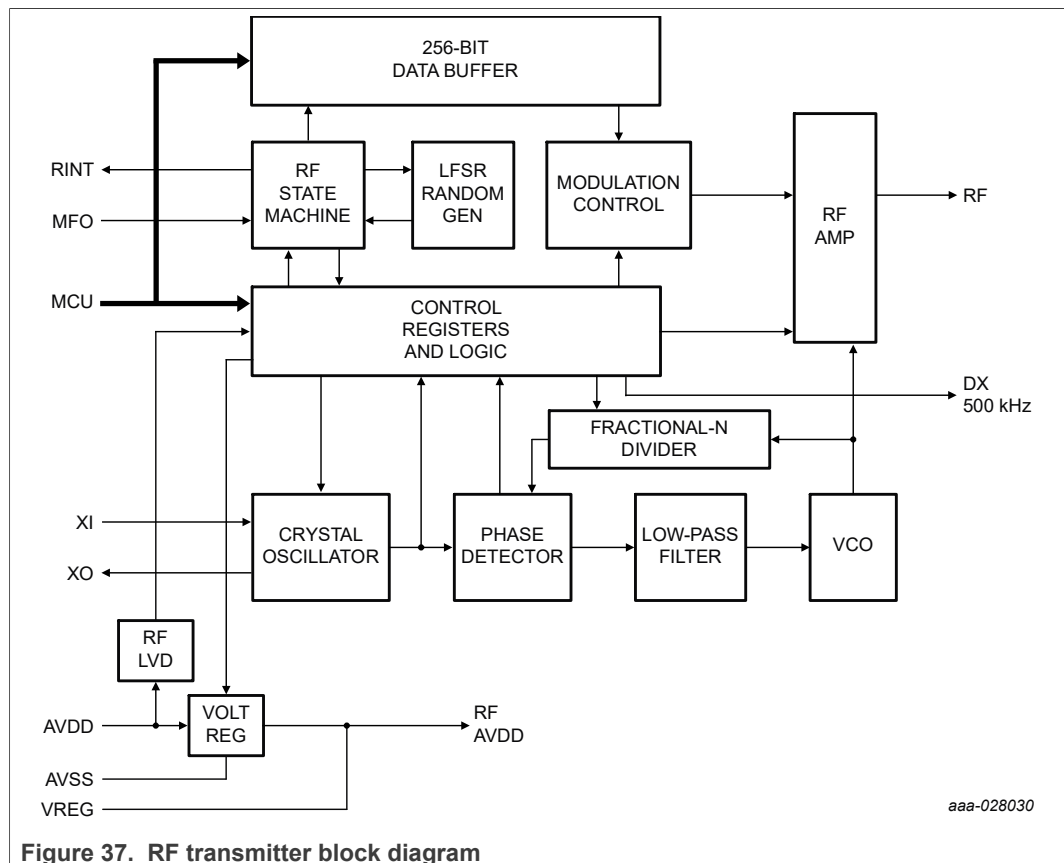 256-BIT
DATA BUFFER
RINT
RF
STATE
MACHINE
LFSR
RANDOM
GEN
MODULATION
CONTROL
RF
AMP
RF
MFO
MCU
CONTROL
REGISTERS
AND LOGIC
DX
500 kHz
FRACTIONAL-N
DIVIDER
XI
XO
CRYSTAL
OSCILLATOR
PHASE
DETECTOR
LOW-PASS
FILTER
VCO
RF
LVD
AVDD
VOLT
REG
RF
AVDD
AVSS
VREG
aaa-028030
Figure 37. RF transmitter block diagram